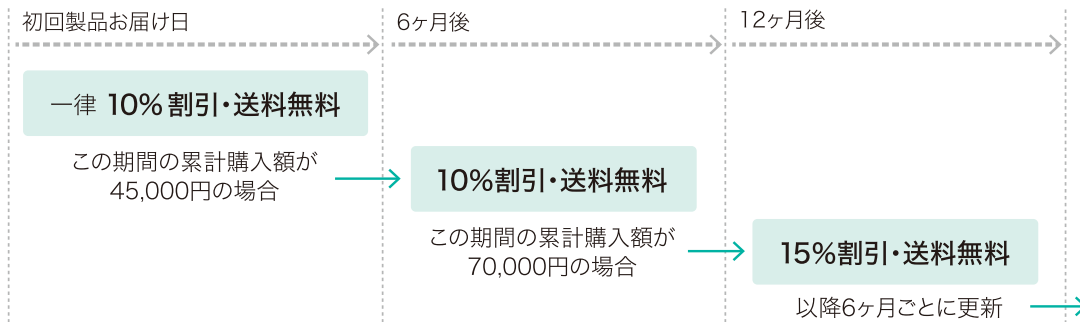 初回製品お届け日
6ヶ月後
12ヶ月後
一律 10% 割引・送料無料
この期間の累計購入額が
45,000円の場合
10%割引・送料無料
この期間の累計購入額が
70,000円の場合
15%割引・送料無料
以降6ヶ月ごとに更新